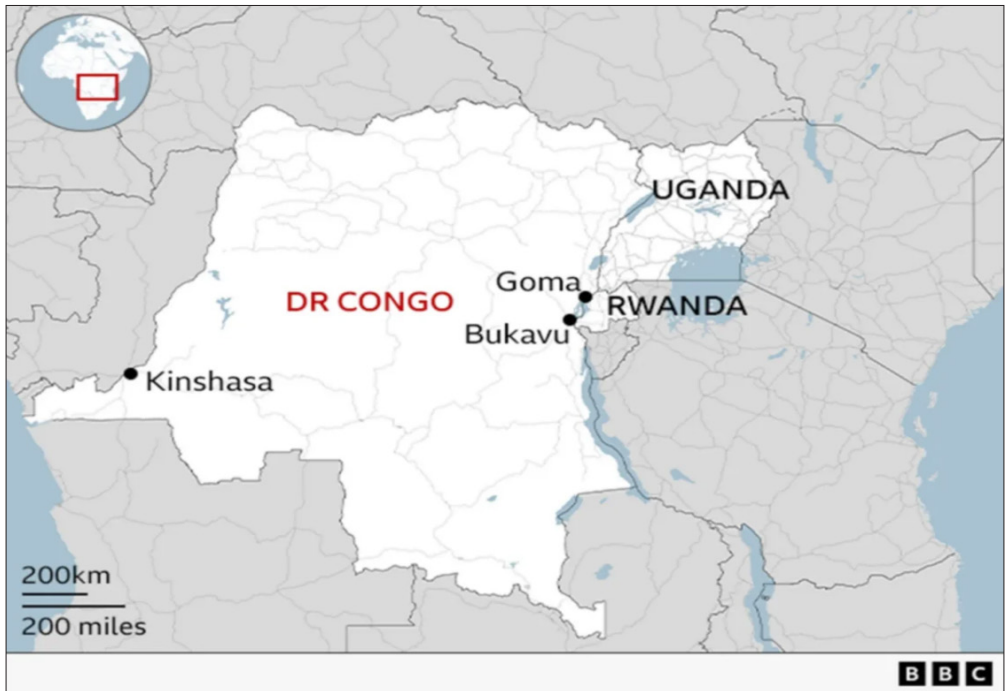 UGANDA
Goma
DR CONGO
RWANDA
Bukavu
Kinshasa
200km
200 miles
BBC